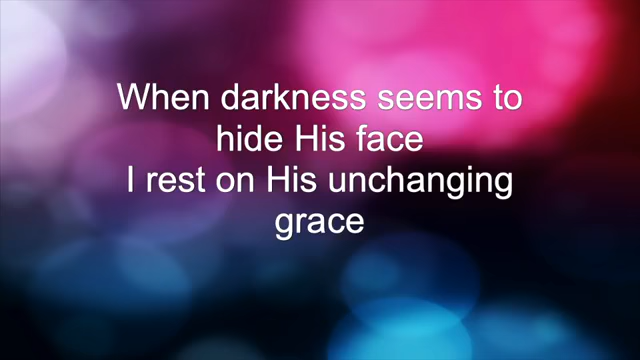 When darkness seems to
hide His face
I rest on His unchanging
grace